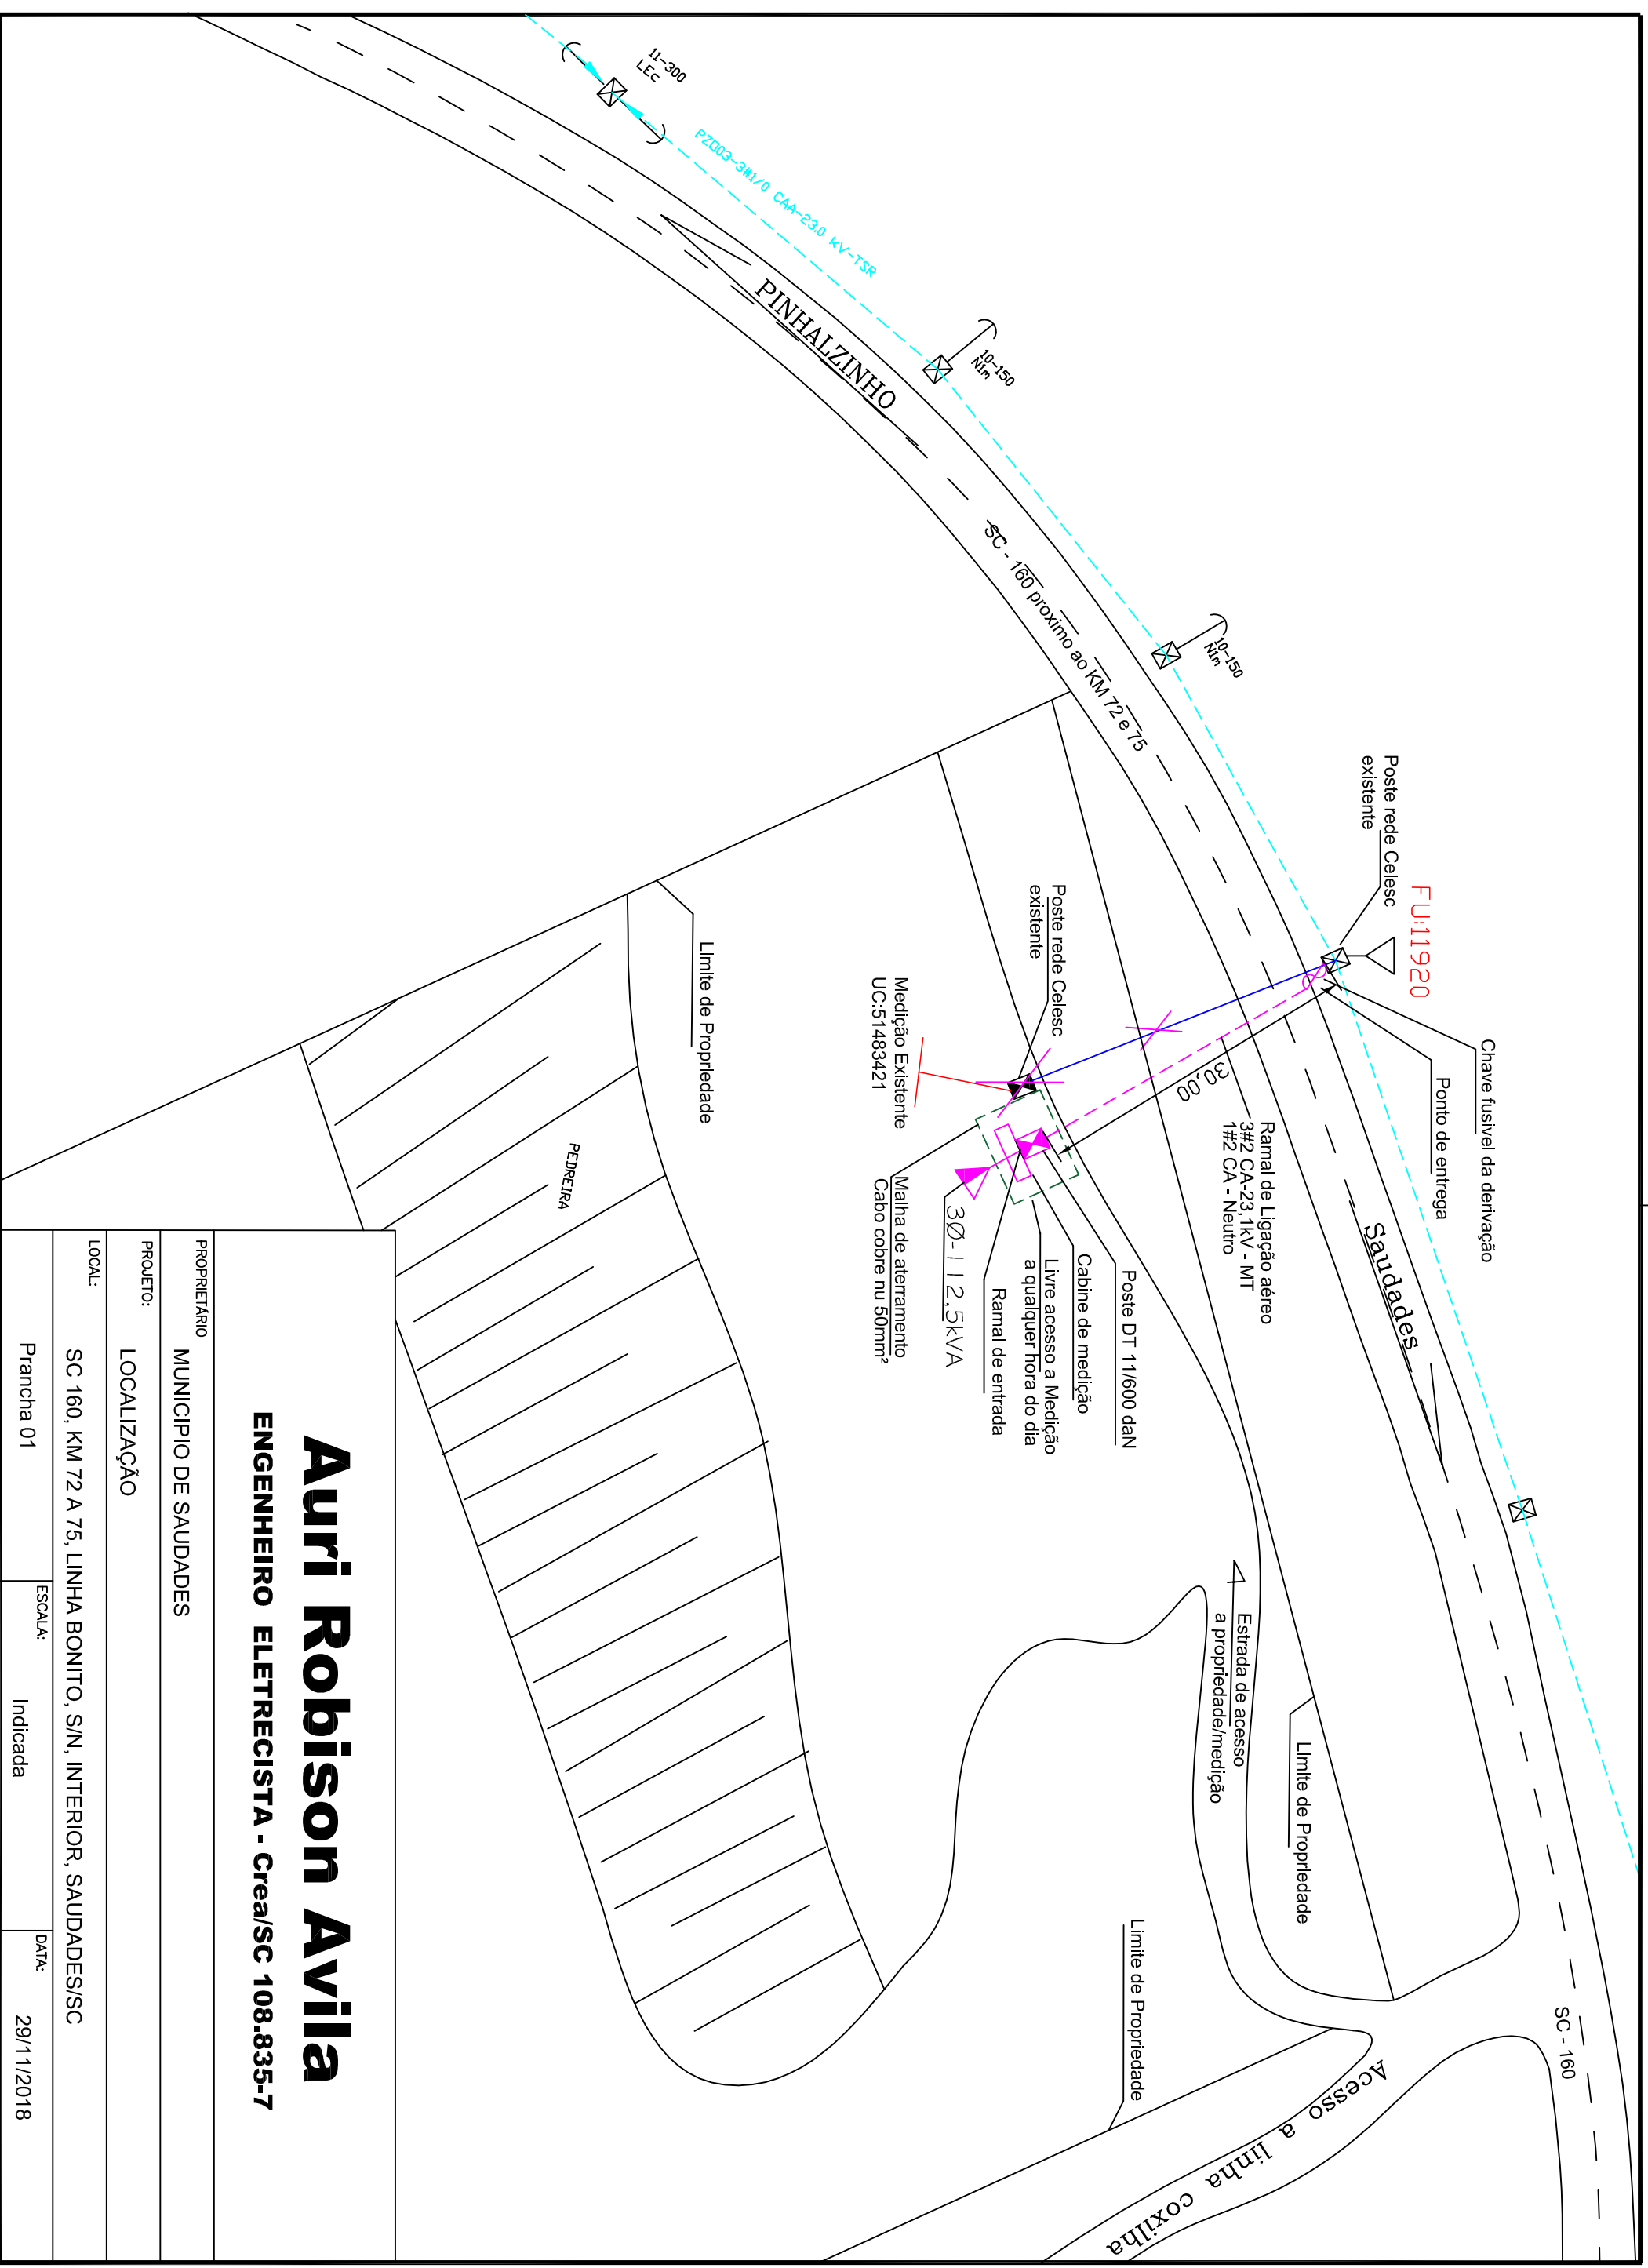 11-300
LEc
PZ003-3#1/0 CAA-23.0 kV-TSR
PINHALZINHO
10-150
N1m
SC - 160 proximo ao KM 72 e 75
10-150
N1m
Poste rede Celesc
existente
FU:11920
Chave fusivel da derivação
Ponto de entrega
Poste rede Celesc
existente
Medição Existente
UC:51483421
30,00
Ramal de Ligação aéreo
3#2 CA-23,1kV - MT
1#2 CA - Neutro
Saudades
Poste DT 11/600 daN
Cabine de medição
Livre acesso a Medição
a qualquer hora do dia
Ramal de entrada
3Ø-112,5kVA
Malha de aterramento
Cabo cobre nu 50mm²
Limite de Propriedade
PEDREIRA
Estrada de acesso
a propriedade/medição
Limite de Propriedade
Limite de Propriedade
SC - 160
Acesso a linha coxilha
Auri Robison Avila
ENGENHEIRO ELETRECISTA - Crea/SC 108.835-7
PROPRIETÁRIO
MUNICIPIO DE SAUDADES
PROJETO:
LOCALIZAÇÃO
LOCAL:
SC 160, KM 72 A 75, LINHA BONITO, S/N, INTERIOR, SAUDADES/SC
Prancha 01
ESCALA:
Indicada
DATA:
29/11/2018